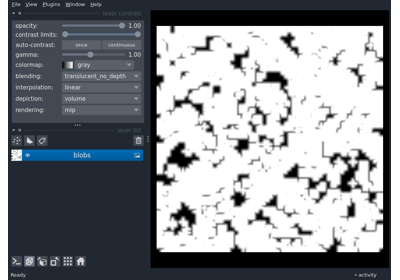 File View Plugins Window Help
layer controls
opacity: 1.00
contrast limits:
auto-contrast: once continuous
gamma: 1.00
colormap: gray
blending: translucent_no_depth
interpolation: linear
depiction: volume
rendering: mip
layer list
blobs
Ready
activity